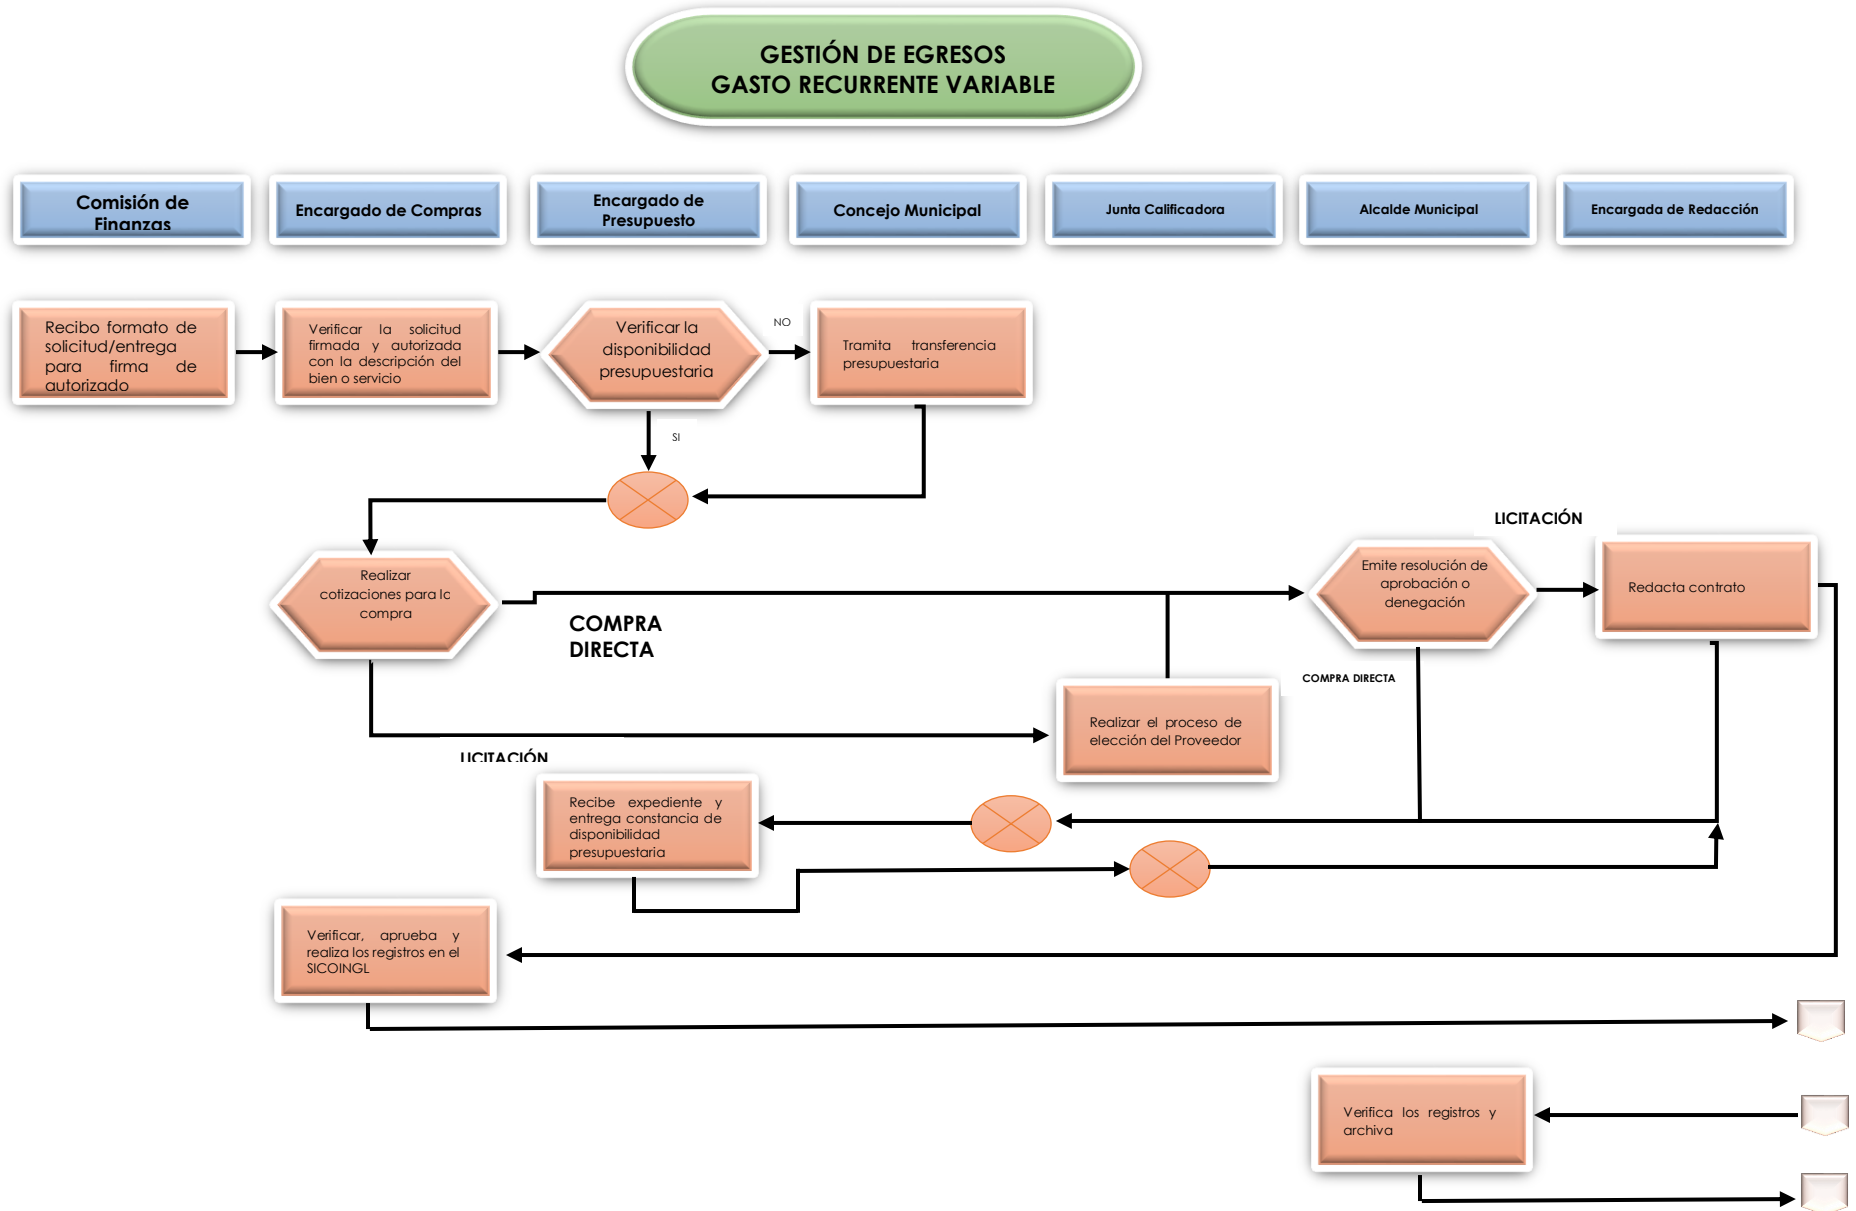 GESTIÓN DE EGRESOS
GASTO RECURRENTE VARIABLE
Comisión de
Finanzas
Encargado de Compras
Encargado de
Presupuesto
Concejo Municipal
Junta Calificadora
Alcalde Municipal
Encargada de Redacción
Recibo formato de
solicitud/entrega
para firma de
autorizado
Verificar la solicitud
firmada y autorizada
con la descripción del
bien o servicio
Verificar la
disponibilidad
presupuestaria
NO
Tramita transferencia
presupuestaria
SI
LICITACIÓN
Realizar
cotizaciones para la
compra
COMPRA
DIRECTA
Emite resolución de
aprobación o
denegación
Redacta contrato
COMPRA DIRECTA
Realizar el proceso de
elección del Proveedor
LICITACIÓN
Recibe expediente y
entrega constancia de
disponibilidad
presupuestaria
Verificar, aprueba y
realiza los registros en el
SICOINGL
Verifica los registros y
archiva